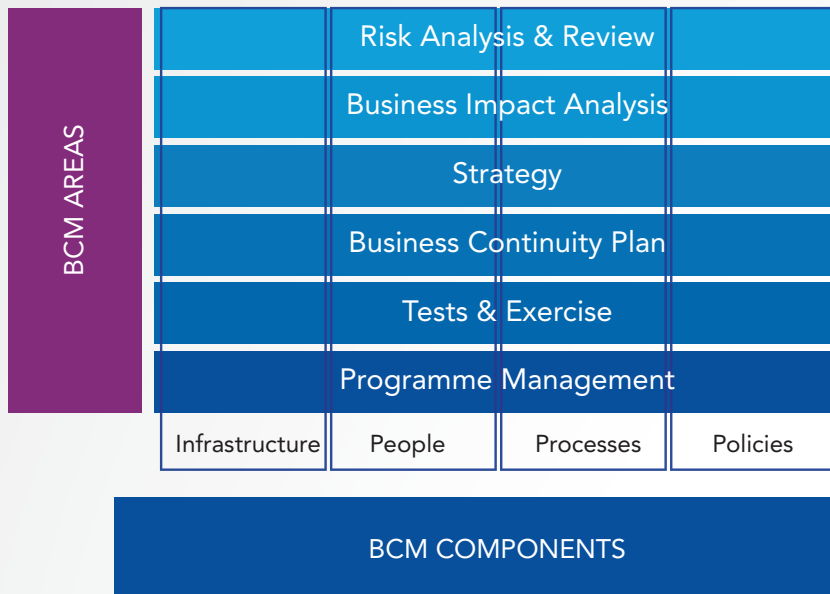 BCM AREAS
Risk Analysis & Review
Business Impact Analysis
Strategy
Business Continuity Plan
Tests & Exercise
Programme Management
Infrastructure
People
Processes
Policies
BCM COMPONENTS